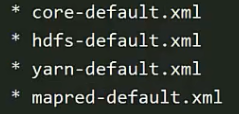 * core-default.xml
* hdfs-default.xml
* yarn-default.xml
* mapred-default.xml